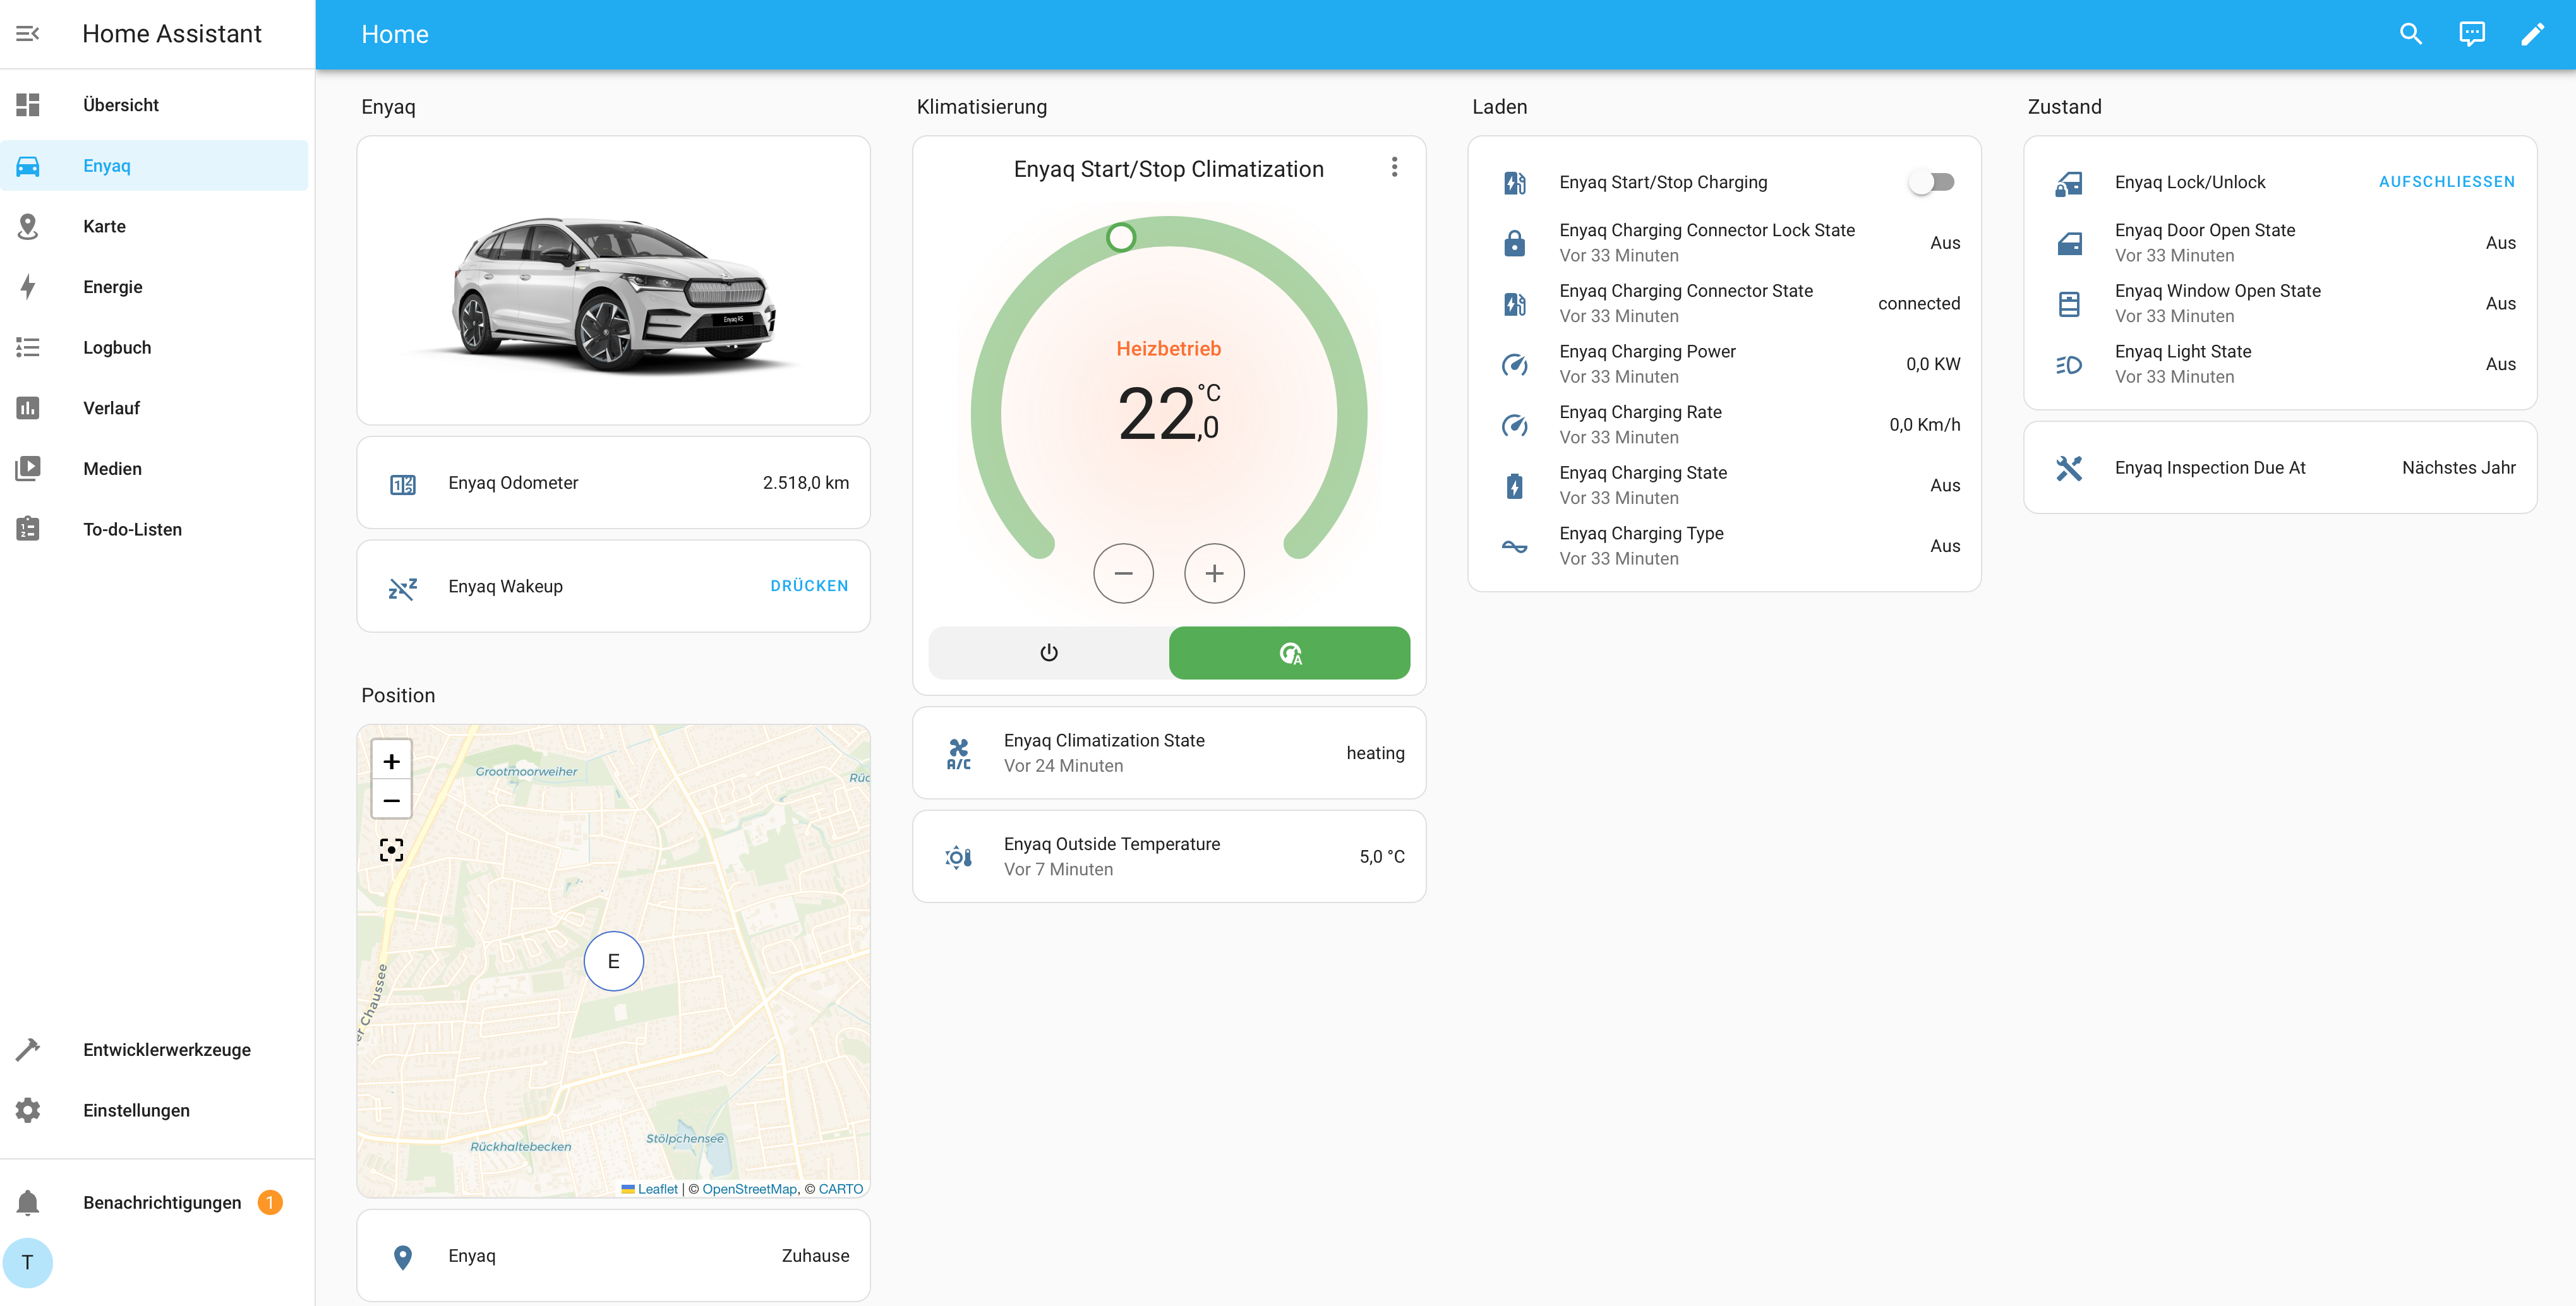 Home Assistant
Übersicht
Enyaq
Karte
Energie
Logbuch
Verlauf
Medien
To-do-Listen
Entwicklerwerkzeuge
Einstellungen
Benachrichtigungen 1
T
Home
Enyaq
Enyaq RS
Enyaq Odometer 2.518,0 km
Enyaq Wakeup DRÜCKEN
Position
+
−
Grootmoorweiher
Rüc
er Chaussee
E
Rückhaltebecken
Stölpchensee
Leaflet | © OpenStreetMap, © CARTO
Enyaq Zuhause
Klimatisierung
Enyaq Start/Stop Climatization
Heizbetrieb
22,0 °C
A
Enyaq Climatization State
Vor 24 Minuten
heating
A/C
Enyaq Outside Temperature
Vor 7 Minuten
5,0 °C
Laden
Enyaq Start/Stop Charging
Enyaq Charging Connector Lock State
Vor 33 Minuten
Aus
Enyaq Charging Connector State
Vor 33 Minuten
connected
Enyaq Charging Power
Vor 33 Minuten
0,0 KW
Enyaq Charging Rate
Vor 33 Minuten
0,0 Km/h
Enyaq Charging State
Vor 33 Minuten
Aus
Enyaq Charging Type
Vor 33 Minuten
Aus
Zustand
Enyaq Lock/Unlock AUFSCHLIESSEN
Enyaq Door Open State
Vor 33 Minuten
Aus
Enyaq Window Open State
Vor 33 Minuten
Aus
Enyaq Light State
Vor 33 Minuten
Aus
Enyaq Inspection Due At Nächstes Jahr